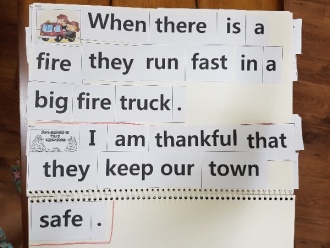 When there is a
fire they run fast in a
big fire truck .
I am thankful that
they keep our town
safe .